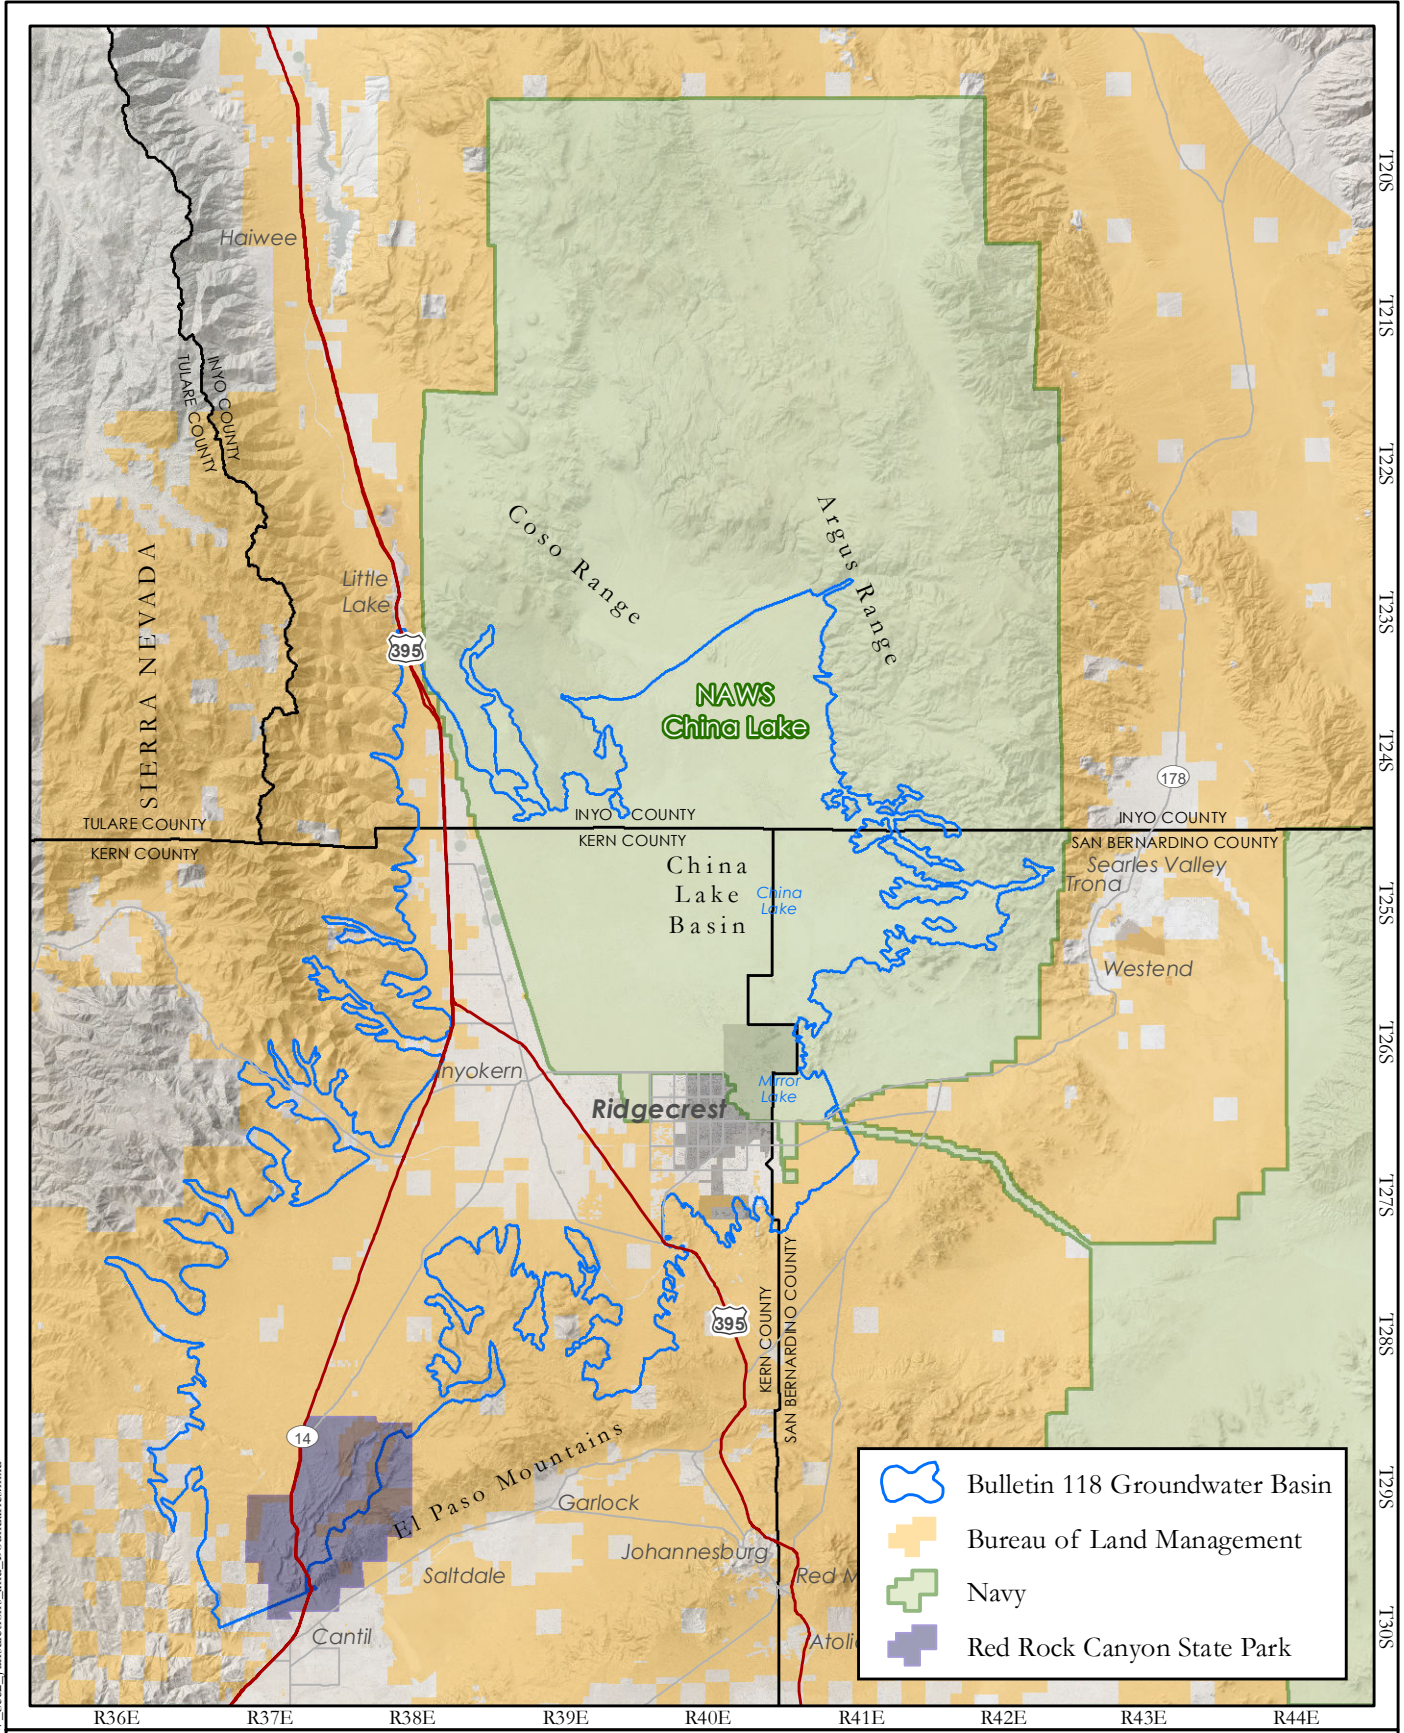 T20S
Haiwee
T21S
INYO COUNTY
TULARE COUNTY
T22S
Coso Range
Argus Range
SIERRA NEVADA
Little
Lake
T23S
395
NAWS
China Lake
T24S
178
TULARE COUNTY
INYO COUNTY
INYO COUNTY
KERN COUNTY
KERN COUNTY
SAN BERNARDINO COUNTY
China
Lake
Basin
China
Lake
Searles Valley
Trona
T25S
Westend
T26S
Inyokern
Mirror
Lake
Ridgecrest
T27S
KERN COUNTY
SAN BERNARDINO COUNTY
395
T28S
14
El Paso Mountains
Garlock
T29S
Johannesburg
Saltdale
Red M
Cantil
Atolia
T30S
Bulletin 118 Groundwater Basin
Bureau of Land Management
Navy
Red Rock Canyon State Park
R36E
R37E
R38E
R39E
R40E
R41E
R42E
R43E
R44E